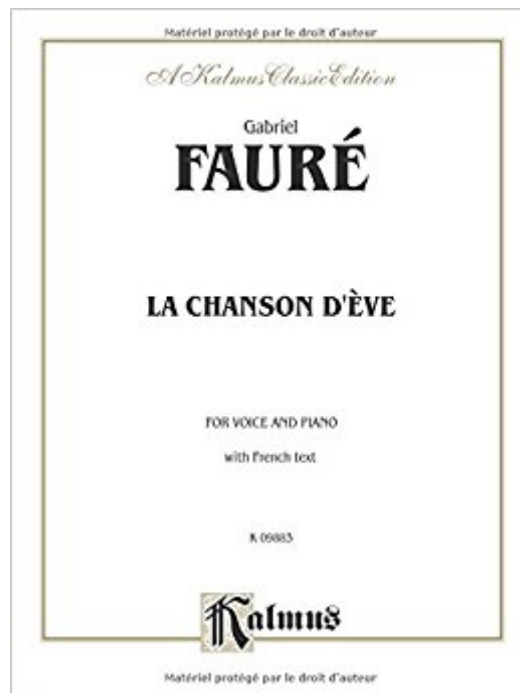 Matériel protégé par le droit d'auteur
A Kalmus Classic Edition
Gabriel
FAURÉ
LA CHANSON D'ÈVE
FOR VOICE AND PIANO
with French text
K 09883
Kalmus
Matériel protégé par le droit d'auteur